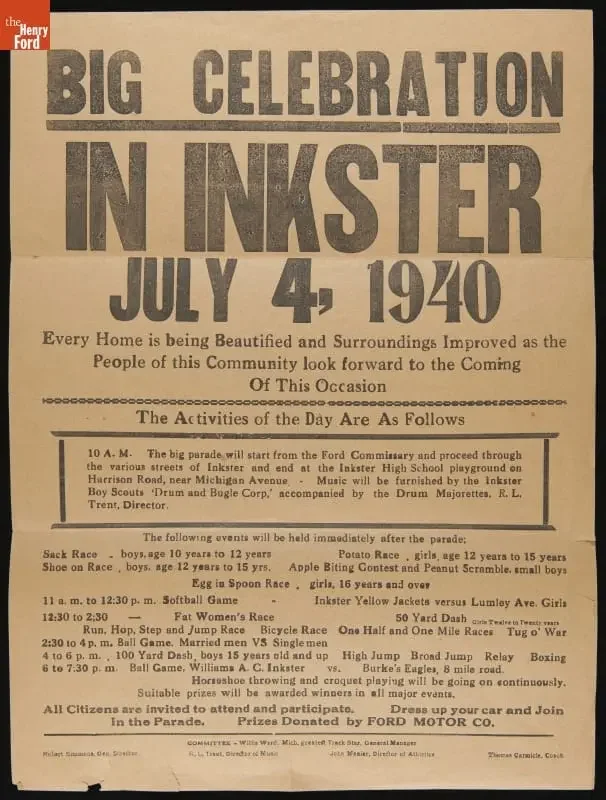 the
Henry
Ford
BIG CELEBRATION
IN INKSTER
JULY 4, 1940
Every Home is being Beautified and Surroundings Improved as the
People of this Community look forward to the Coming
Of This Occasion
The Activities of the Day Are As Follows
10 A. M. The big parade will start from the Ford Commissary and proceed through
the various streets of Inkster and end at the Inkster High School playground on
Harrison Road, near Michigan Avenue. - Music will be furnished by the Inkster
Boy Scouts 'Drum and Bugle Corp,' accompanied by the Drum Majorettes, R. L.
Trent, Director.
The following events will be held immediately after the parade;
Sack Race - boys, age 10 years to 12 years Potato Race , girls, age 12 years to 15 years
Shoe on Race , boys, age 12 years to 15 yrs. Apple Biting Contest and Peanut Scramble, small boys
Egg in Spoon Race , girls, 16 years and over
11 a. m. to 12:30 p. m. Softball Game - Inkster Yellow Jackets versus Lumley Ave. Girls
12:30 to 2;30 — Fat Women's Race 50 Yard Dash Girls Twelve to Twenty years
Run, Hop, Step and Jump Race Bicycle Race One Half and One Mile Races Tug o' War
2:30 to 4 p. m. Ball Game, Married men VS Single men
4 to 6 p. m. , 100 Yard Dash, boys 15 years old and up High Jump Broad Jump Relay Boxing
6 to 7:30 p. m. Ball Game, Williams A. C. Inkster vs. Burke's Eagles, 8 mile road.
Horseshoe throwing and croquet playing will be going on continuously.
Suitable prizes will be awarded winners in all major events.
All Citizens are invited to attend and participate. Dress up your car and Join
In the Parade. Prizes Donated by FORD MOTOR CO.
COMMITTEE - Willis Ward, Mich. greatest Track Star, General Manager
Robert Simmons, Gen. Director R. L. Trent, Director of Music John Director of Athletics Thomas Coach